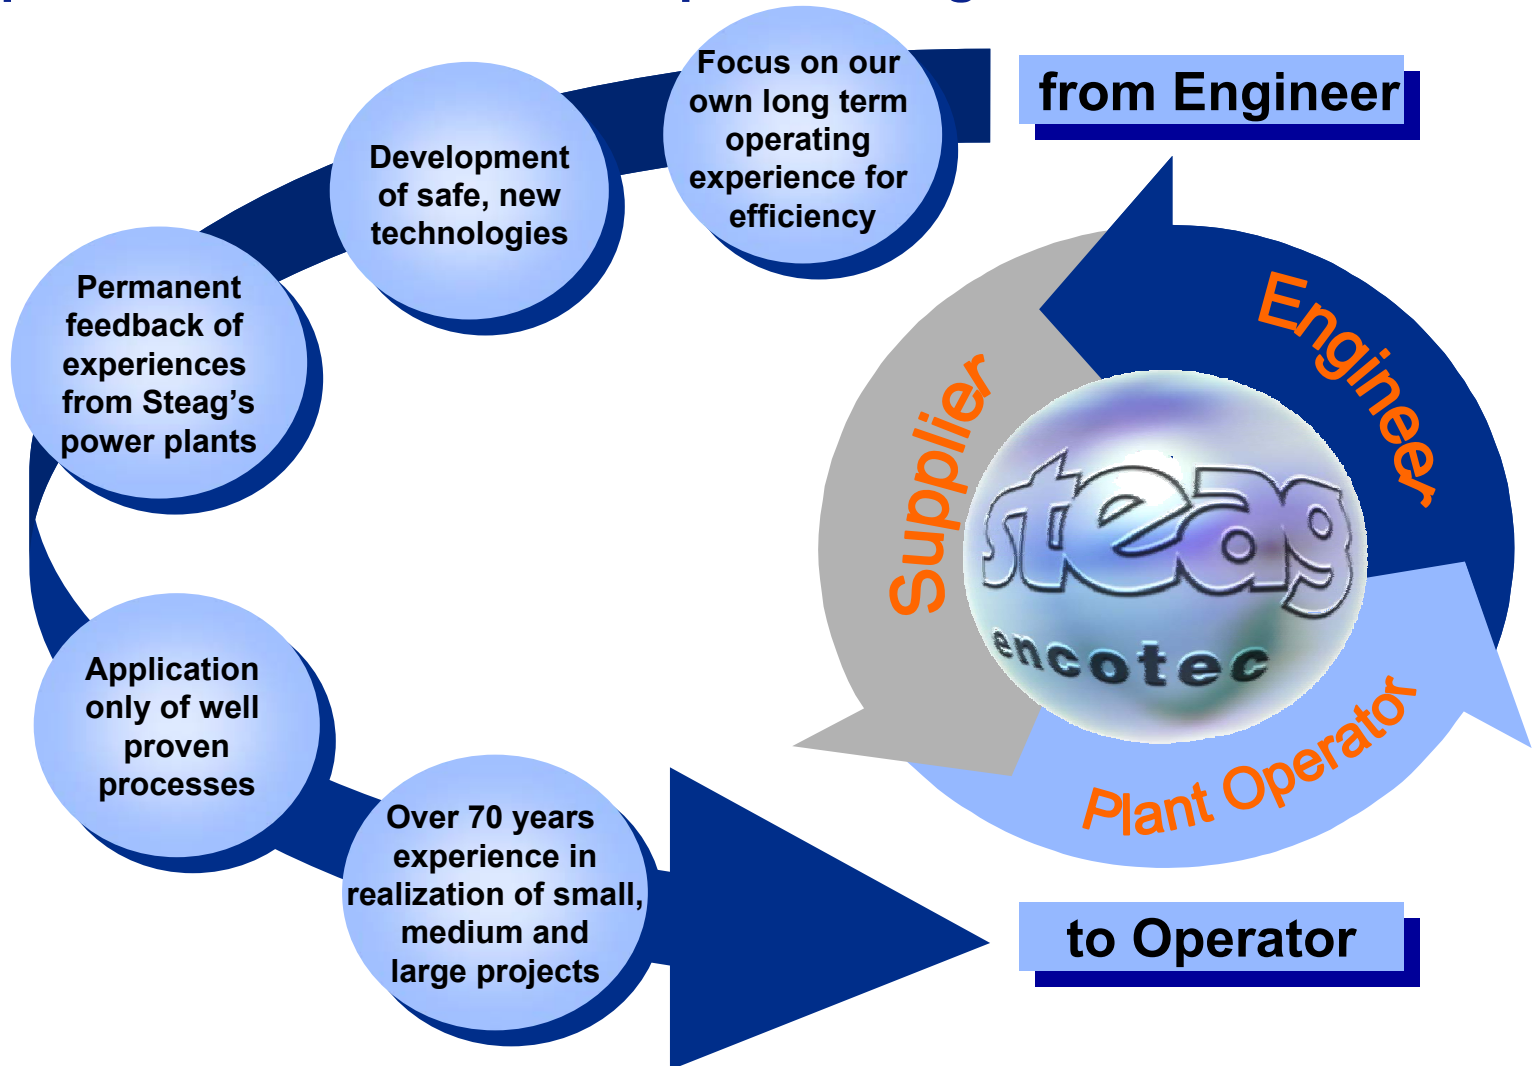 from Engineer
Focus on our
own long term
operating
experience for
efficiency
Development
of safe, new
technologies
Permanent
feedback of
experiences
from Steag’s
power plants
Application
only of well
proven
processes
Over 70 years
experience in
realization of small,
medium and
large projects
to Operator
Engineer
Supplier
Plant Operator
steag
encotec